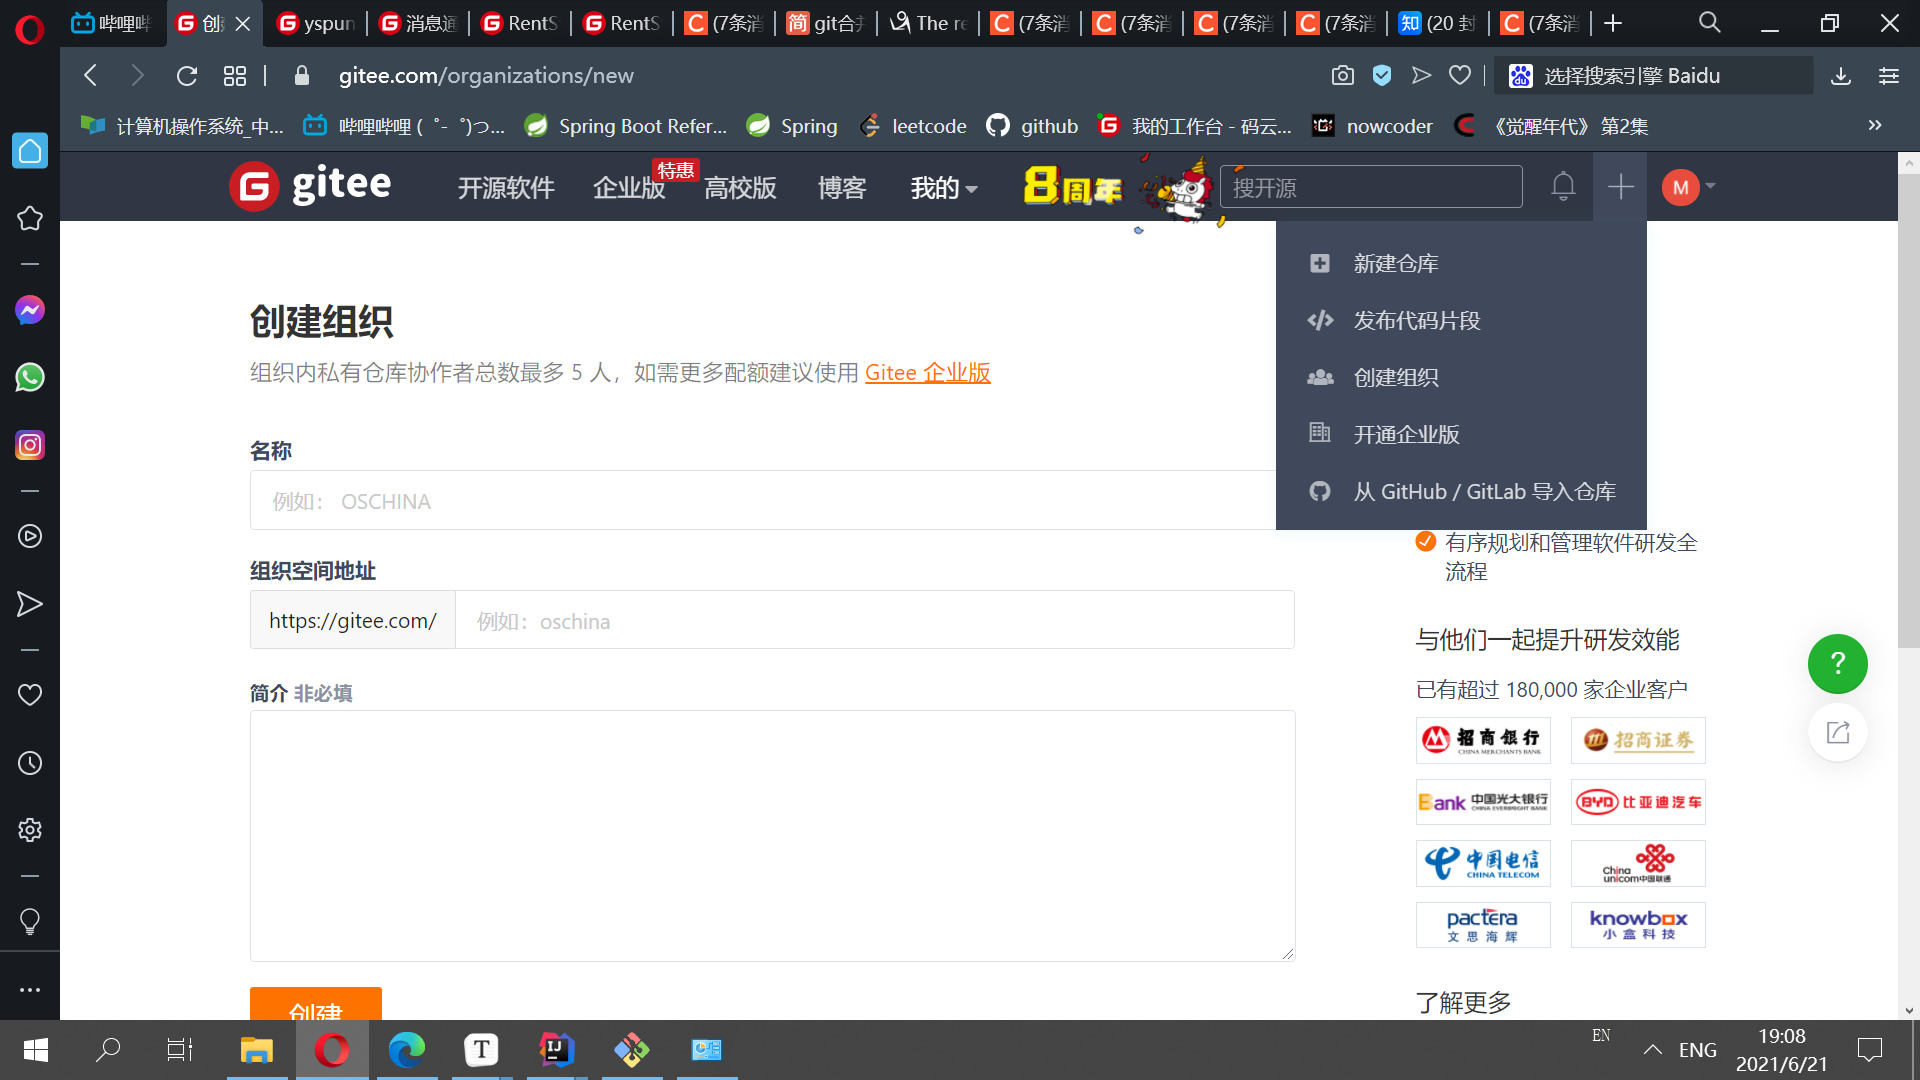 哔哩哔
创
yspun
消息通
RentS
RentS
(7条消
git合并
The re
(7条消
(7条消
(7条消
(7条消
知 (20 封
(7条消
gitee.com/organizations/new
选择搜索引擎 Baidu
计算机操作系统_中...
哔哩哔哩 (゜-゜)つ...
Spring Boot Refer...
Spring
leetcode
github
我的工作台 - 码云...
nowcoder
《觉醒年代》 第2集
gitee
开源软件
企业版
特惠
高校版
博客
我的
8周年
搜开源
M
新建仓库
发布代码片段
创建组织
开通企业版
从 GitHub / GitLab 导入仓库
创建组织
组织内私有仓库协作者总数最多 5 人，如需更多配额建议使用 Gitee 企业版
名称
例如： OSCHINA
组织空间地址
https://gitee.com/
例如：oschina
简介 非必填
创建
有序规划和管理软件研发全
流程
与他们一起提升研发效能
已有超过 180,000 家企业客户
招商银行
CHINA MERCHANTS BANK
招商证券
Bank 中国光大银行
CHINA EVERBRIGHT BANK
BYD 比亚迪汽车
中国电信
CHINA TELECOM
China
unicom中国联通
pactera
文思海辉
knowbox
小盒科技
了解更多
?
EN
ENG
19:08
2021/6/21